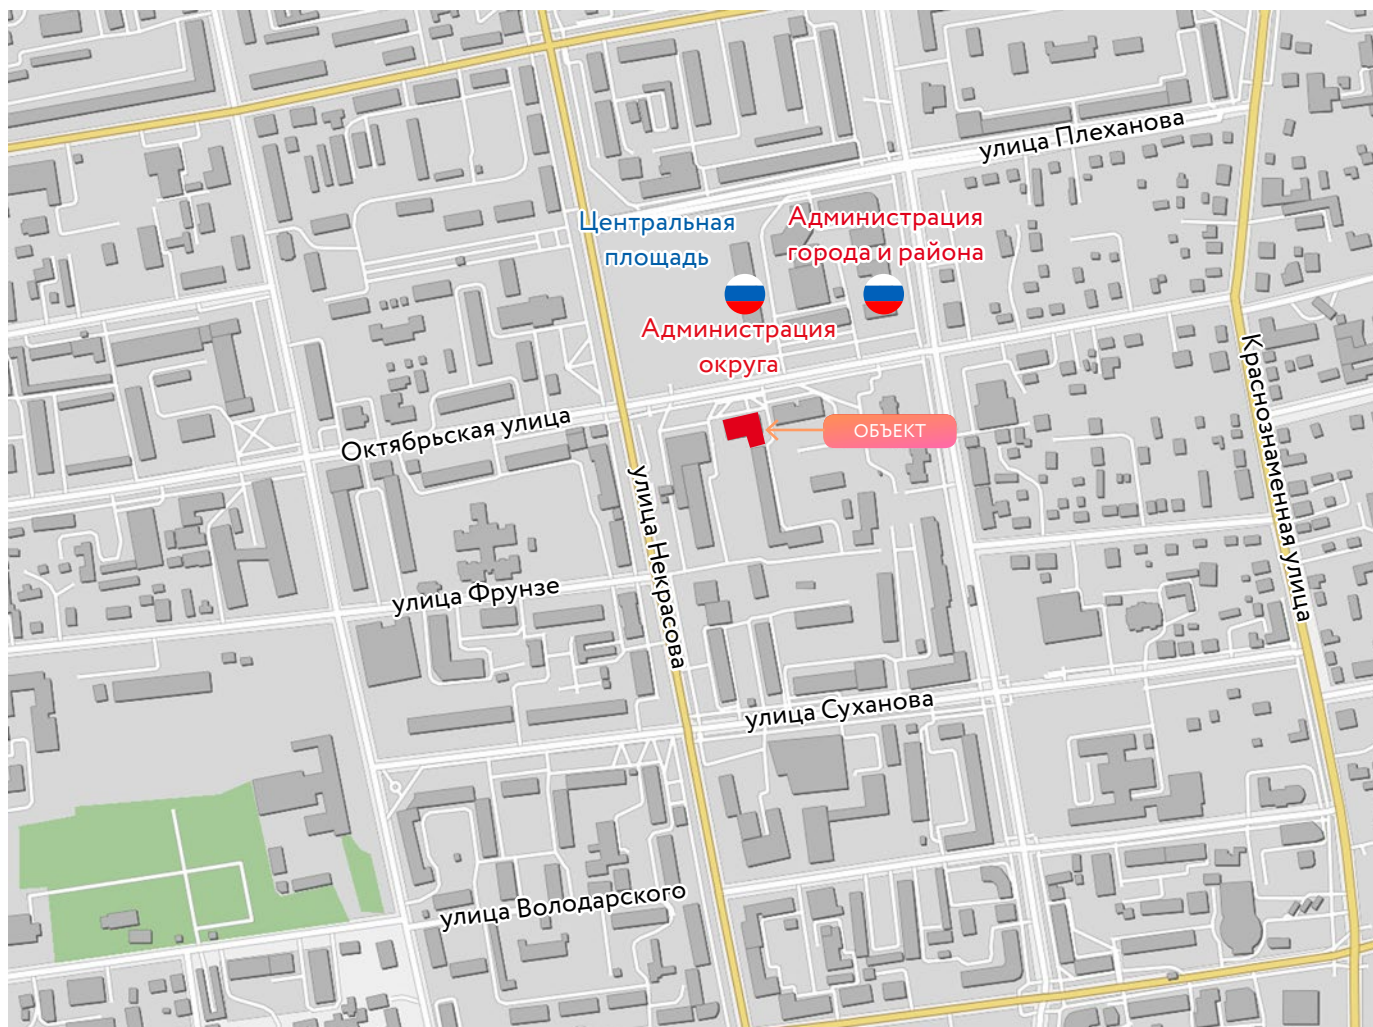 улица Плеханова
Центральная
площадь
Администрация
города и района
Администрация
округа
Краснознаменная улица
Октябрьская улица
ОБЪЕКТ
улица Некрасова
улица Фрунзе
улица Суханова
улица Володарского